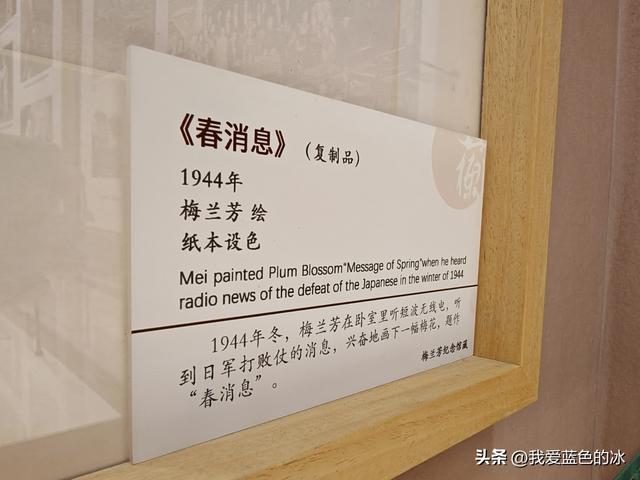 《春消息》（复制品）
1944年
梅兰芳 绘
纸本设色
Mei painted Plum Blossom“Message of Spring”when he heard
radio news of the defeat of the Japanese in the winter of 1944
1944年冬，梅兰芳在卧室里听短波无线电，听
到日军打败仗的消息，兴奋地画下一幅梅花，题作
“春消息”。
梅兰芳纪念馆藏
头条 @我爱蓝色的冰